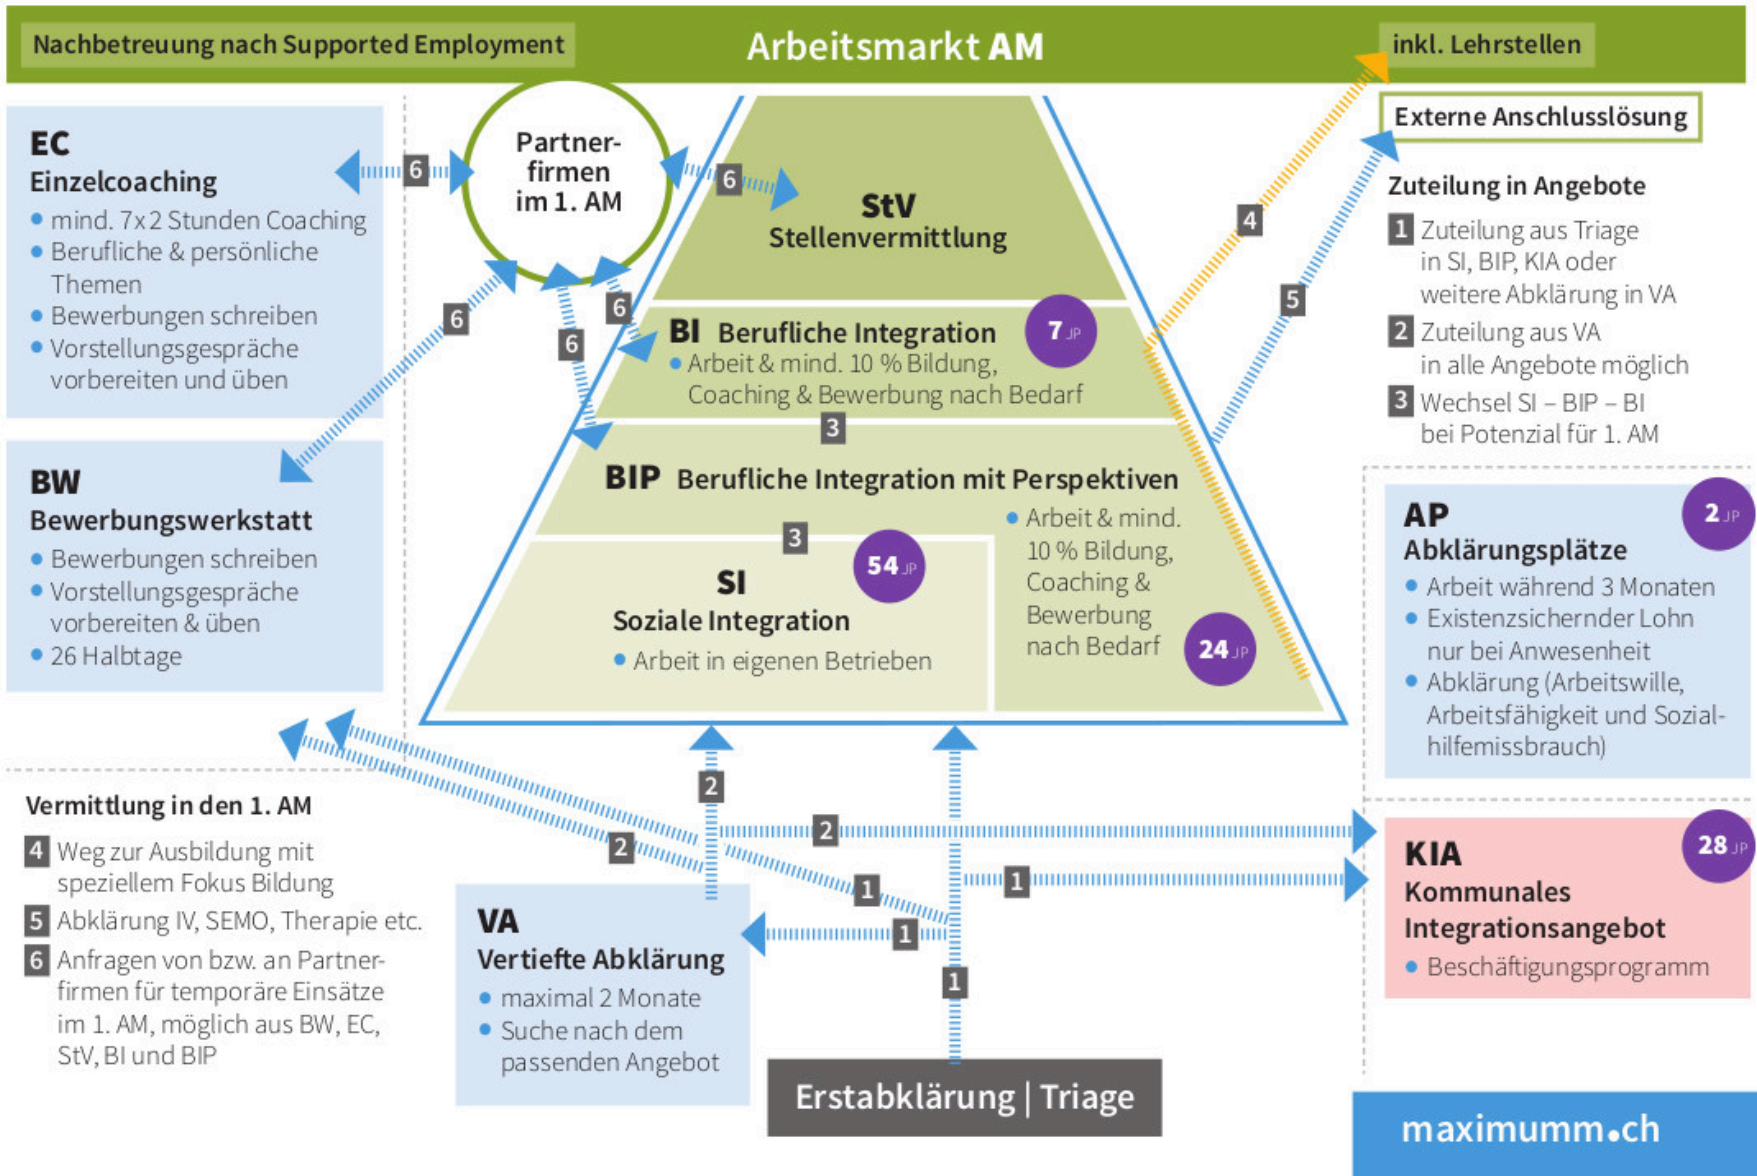 Nachbetreuung nach Supported Employment
Arbeitsmarkt AM
inkl. Lehrstellen
EC
Einzelcoaching
mind. 7x2 Stunden Coaching
Berufliche & persönliche
Themen
Bewerbungen schreiben
Vorstellungsgespräche
vorbereiten und üben
BW
Bewerbungswerkstatt
Bewerbungen schreiben
Vorstellungsgespräche
vorbereiten & üben
26 Halbtage
Vermittlung in den 1. AM
4 Weg zur Ausbildung mit
speziellem Fokus Bildung
5 Abklärung IV, SEMO, Therapie etc.
6 Anfragen von bzw. an Partner-
firmen für temporäre Einsätze
im 1. AM, möglich aus BW, EC,
StV, BI und BIP
Partner-
firmen
im 1. AM
6
6
6
6
6
StV
Stellenvermittlung
BI Berufliche Integration
7 JP
Arbeit & mind. 10 % Bildung,
Coaching & Bewerbung nach Bedarf
3
BIP Berufliche Integration mit Perspektiven
Arbeit & mind.
10 % Bildung,
Coaching &
Bewerbung
nach Bedarf
24 JP
3
54 JP
SI
Soziale Integration
Arbeit in eigenen Betrieben
4
5
2
2
2
1
1
1
1
VA
Vertiefte Abklärung
maximal 2 Monate
Suche nach dem
passenden Angebot
Erstabklärung | Triage
Externe Anschlusslösung
Zuteilung in Angebote
1 Zuteilung aus Triage
in SI, BIP, KIA oder
weitere Abklärung in VA
2 Zuteilung aus VA
in alle Angebote möglich
3 Wechsel SI – BIP – BI
bei Potenzial für 1. AM
AP
2 JP
Abklärungsplätze
Arbeit während 3 Monaten
Existenzsichernder Lohn
nur bei Anwesenheit
Abklärung (Arbeitswille,
Arbeitsfähigkeit und Sozial-
hilfemissbrauch)
KIA
28 JP
Kommunales
Integrationsangebot
Beschäftigungsprogramm
maximumm.ch